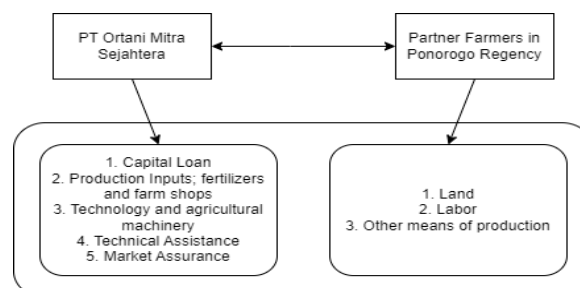 PT Ortani Mitra
Sejahtera
Partner Farmers in
Ponorogo Regency
1. Capital Loan
2. Production Inputs; fertilizers
and farm shops
3. Technology and agricultural
machinery
4. Technical Assistance
5. Market Assurance
1. Land
2. Labor
3. Other means of production